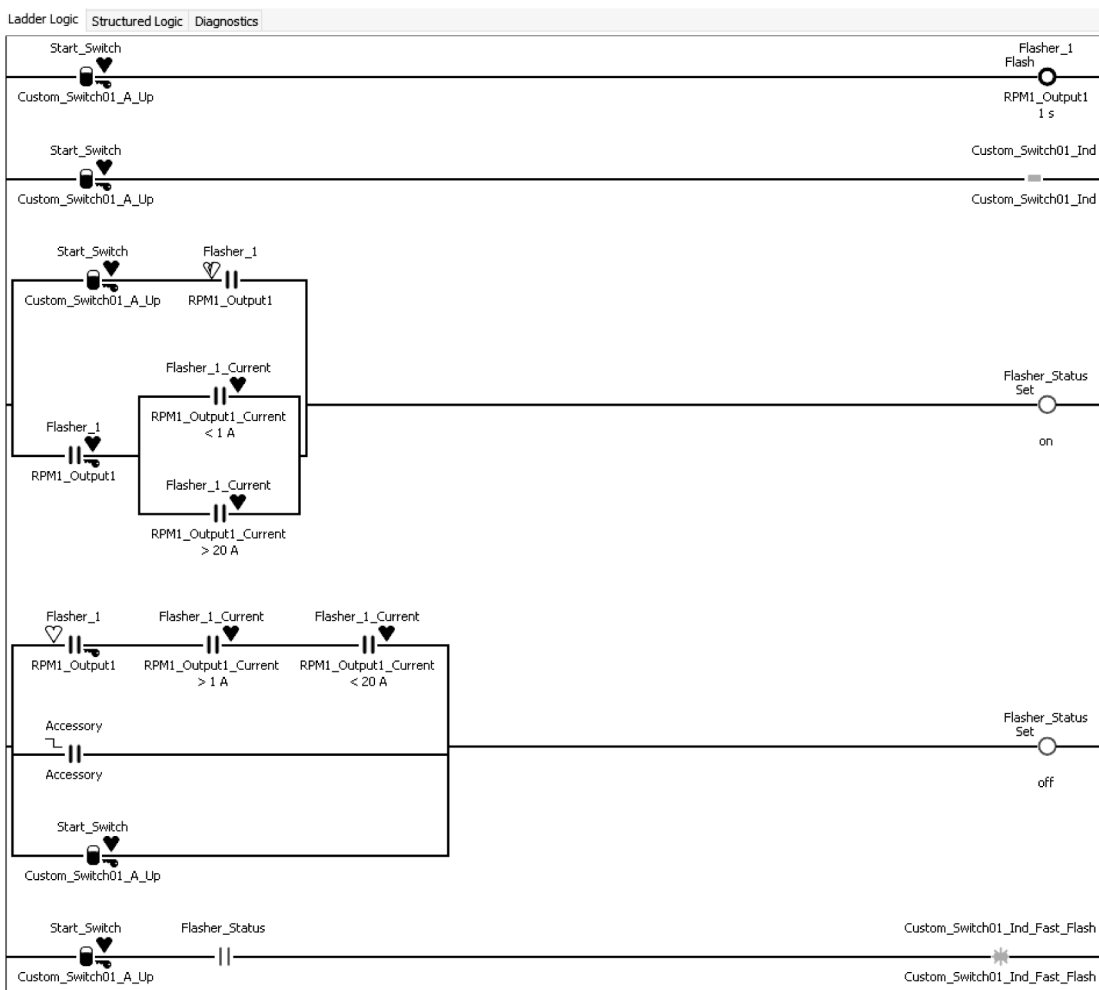 Ladder Logic Structured Logic Diagnostics
Start_Switch Flasher_1
Flash
Custom_Switch01_A_Up RPM1_Output1
1 s
Start_Switch Custom_Switch01_Ind
Custom_Switch01_A_Up Custom_Switch01_Ind
Start_Switch Flasher_1
Custom_Switch01_A_Up RPM1_Output1
Flasher_1_Current
Flasher_Status
Set
RPM1_Output1_Current
< 1 A
Flasher_1
on
RPM1_Output1
Flasher_1_Current
RPM1_Output1_Current
> 20 A
Flasher_1 Flasher_1_Current Flasher_1_Current
RPM1_Output1 RPM1_Output1_Current RPM1_Output1_Current
> 1 A < 20 A
Accessory Flasher_Status
Set
Accessory off
Start_Switch
Custom_Switch01_A_Up
Start_Switch Flasher_Status Custom_Switch01_Ind_Fast_Flash
Custom_Switch01_A_Up Custom_Switch01_Ind_Fast_Flash